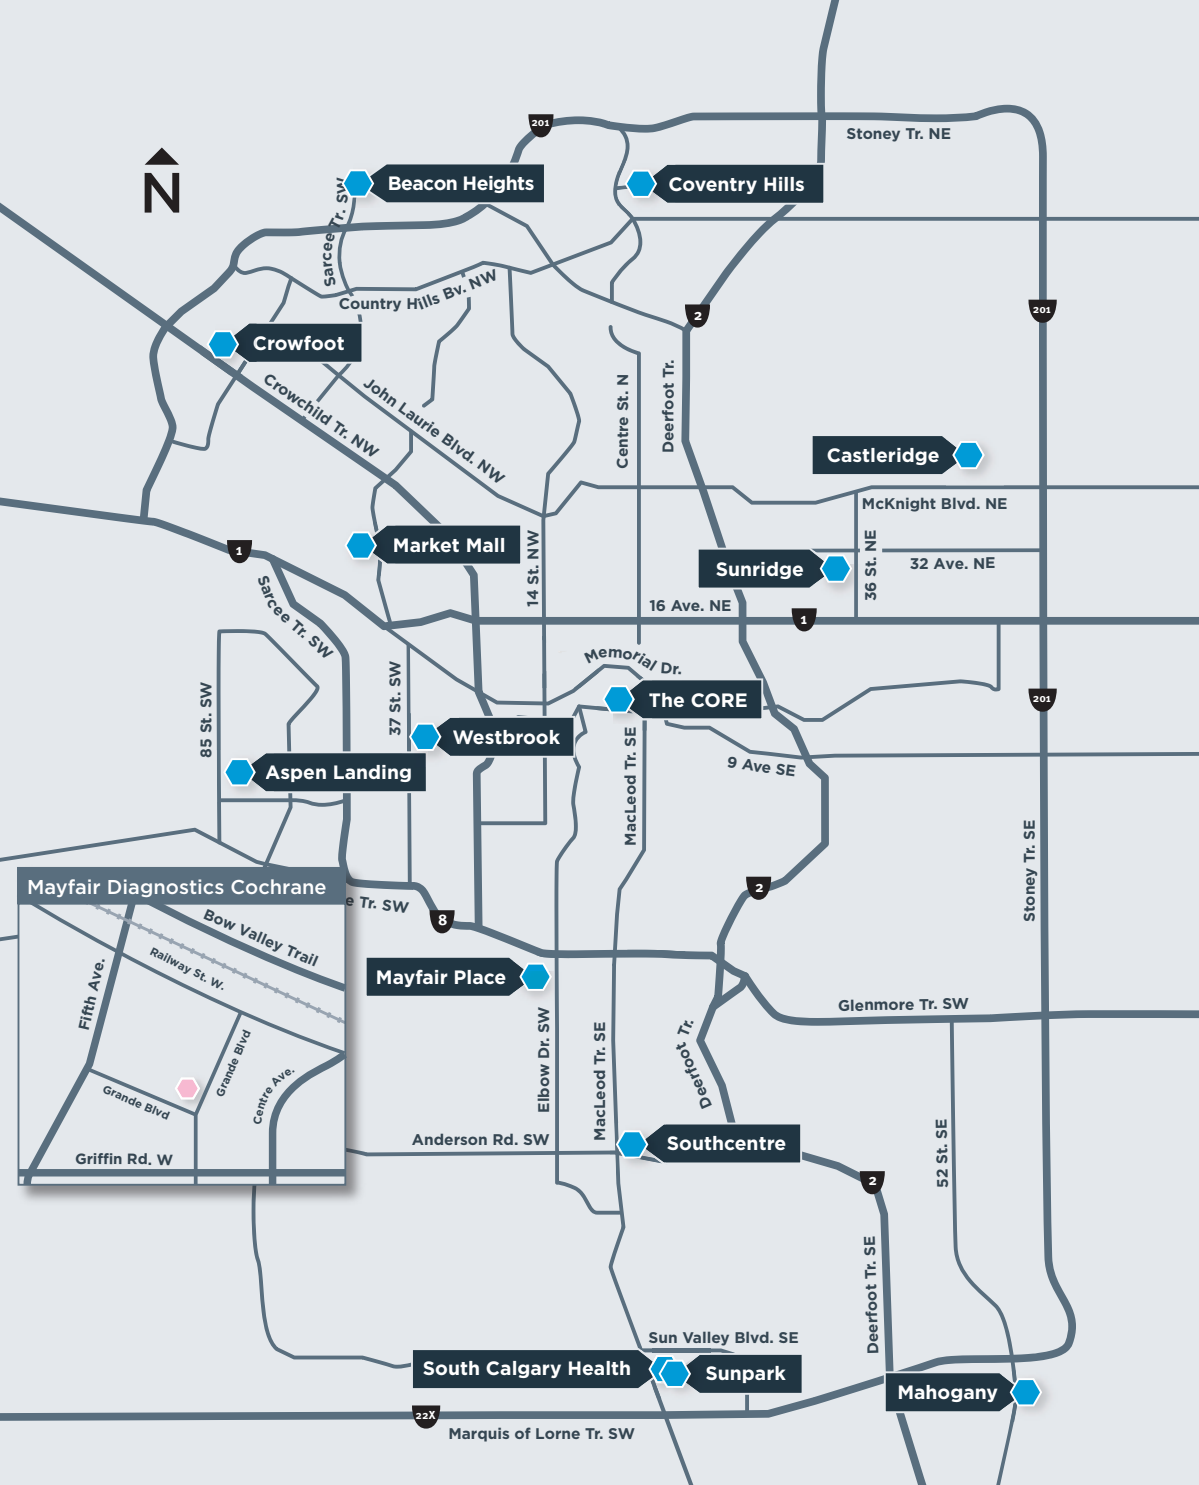 201
Stoney Tr. NE
N
Beacon Heights
Coventry Hills
Sarcee Tr. SW
Country Hills Bv. NW
2
201
Crowfoot
Crowchild Tr. NW
John Laurie Blvd. NW
Centre St. N
Deerfoot Tr.
Castleridge
McKnight Blvd. NE
1
Market Mall
14 St. NW
Sunridge
36 St. NE
32 Ave. NE
Sarcee Tr. SW
16 Ave. NE
1
Memorial Dr.
85 St. SW
37 St. SW
The CORE
201
Westbrook
MacLeod Tr. SE
9 Ave SE
Aspen Landing
Stoney Tr. SE
Mayfair Diagnostics Cochrane
e Tr. SW
8
2
Bow Valley Trail
Railway St. W.
Fifth Ave.
Grande Blvd
Grande Blvd
Centre Ave.
Griffin Rd. W
Mayfair Place
Glenmore Tr. SW
Elbow Dr. SW
MacLeod Tr. SE
Deerfoot Tr.
Anderson Rd. SW
Southcentre
52 St. SE
2
Deerfoot Tr. SE
Sun Valley Blvd. SE
South Calgary Health
Sunpark
Mahogany
22X
Marquis of Lorne Tr. SW